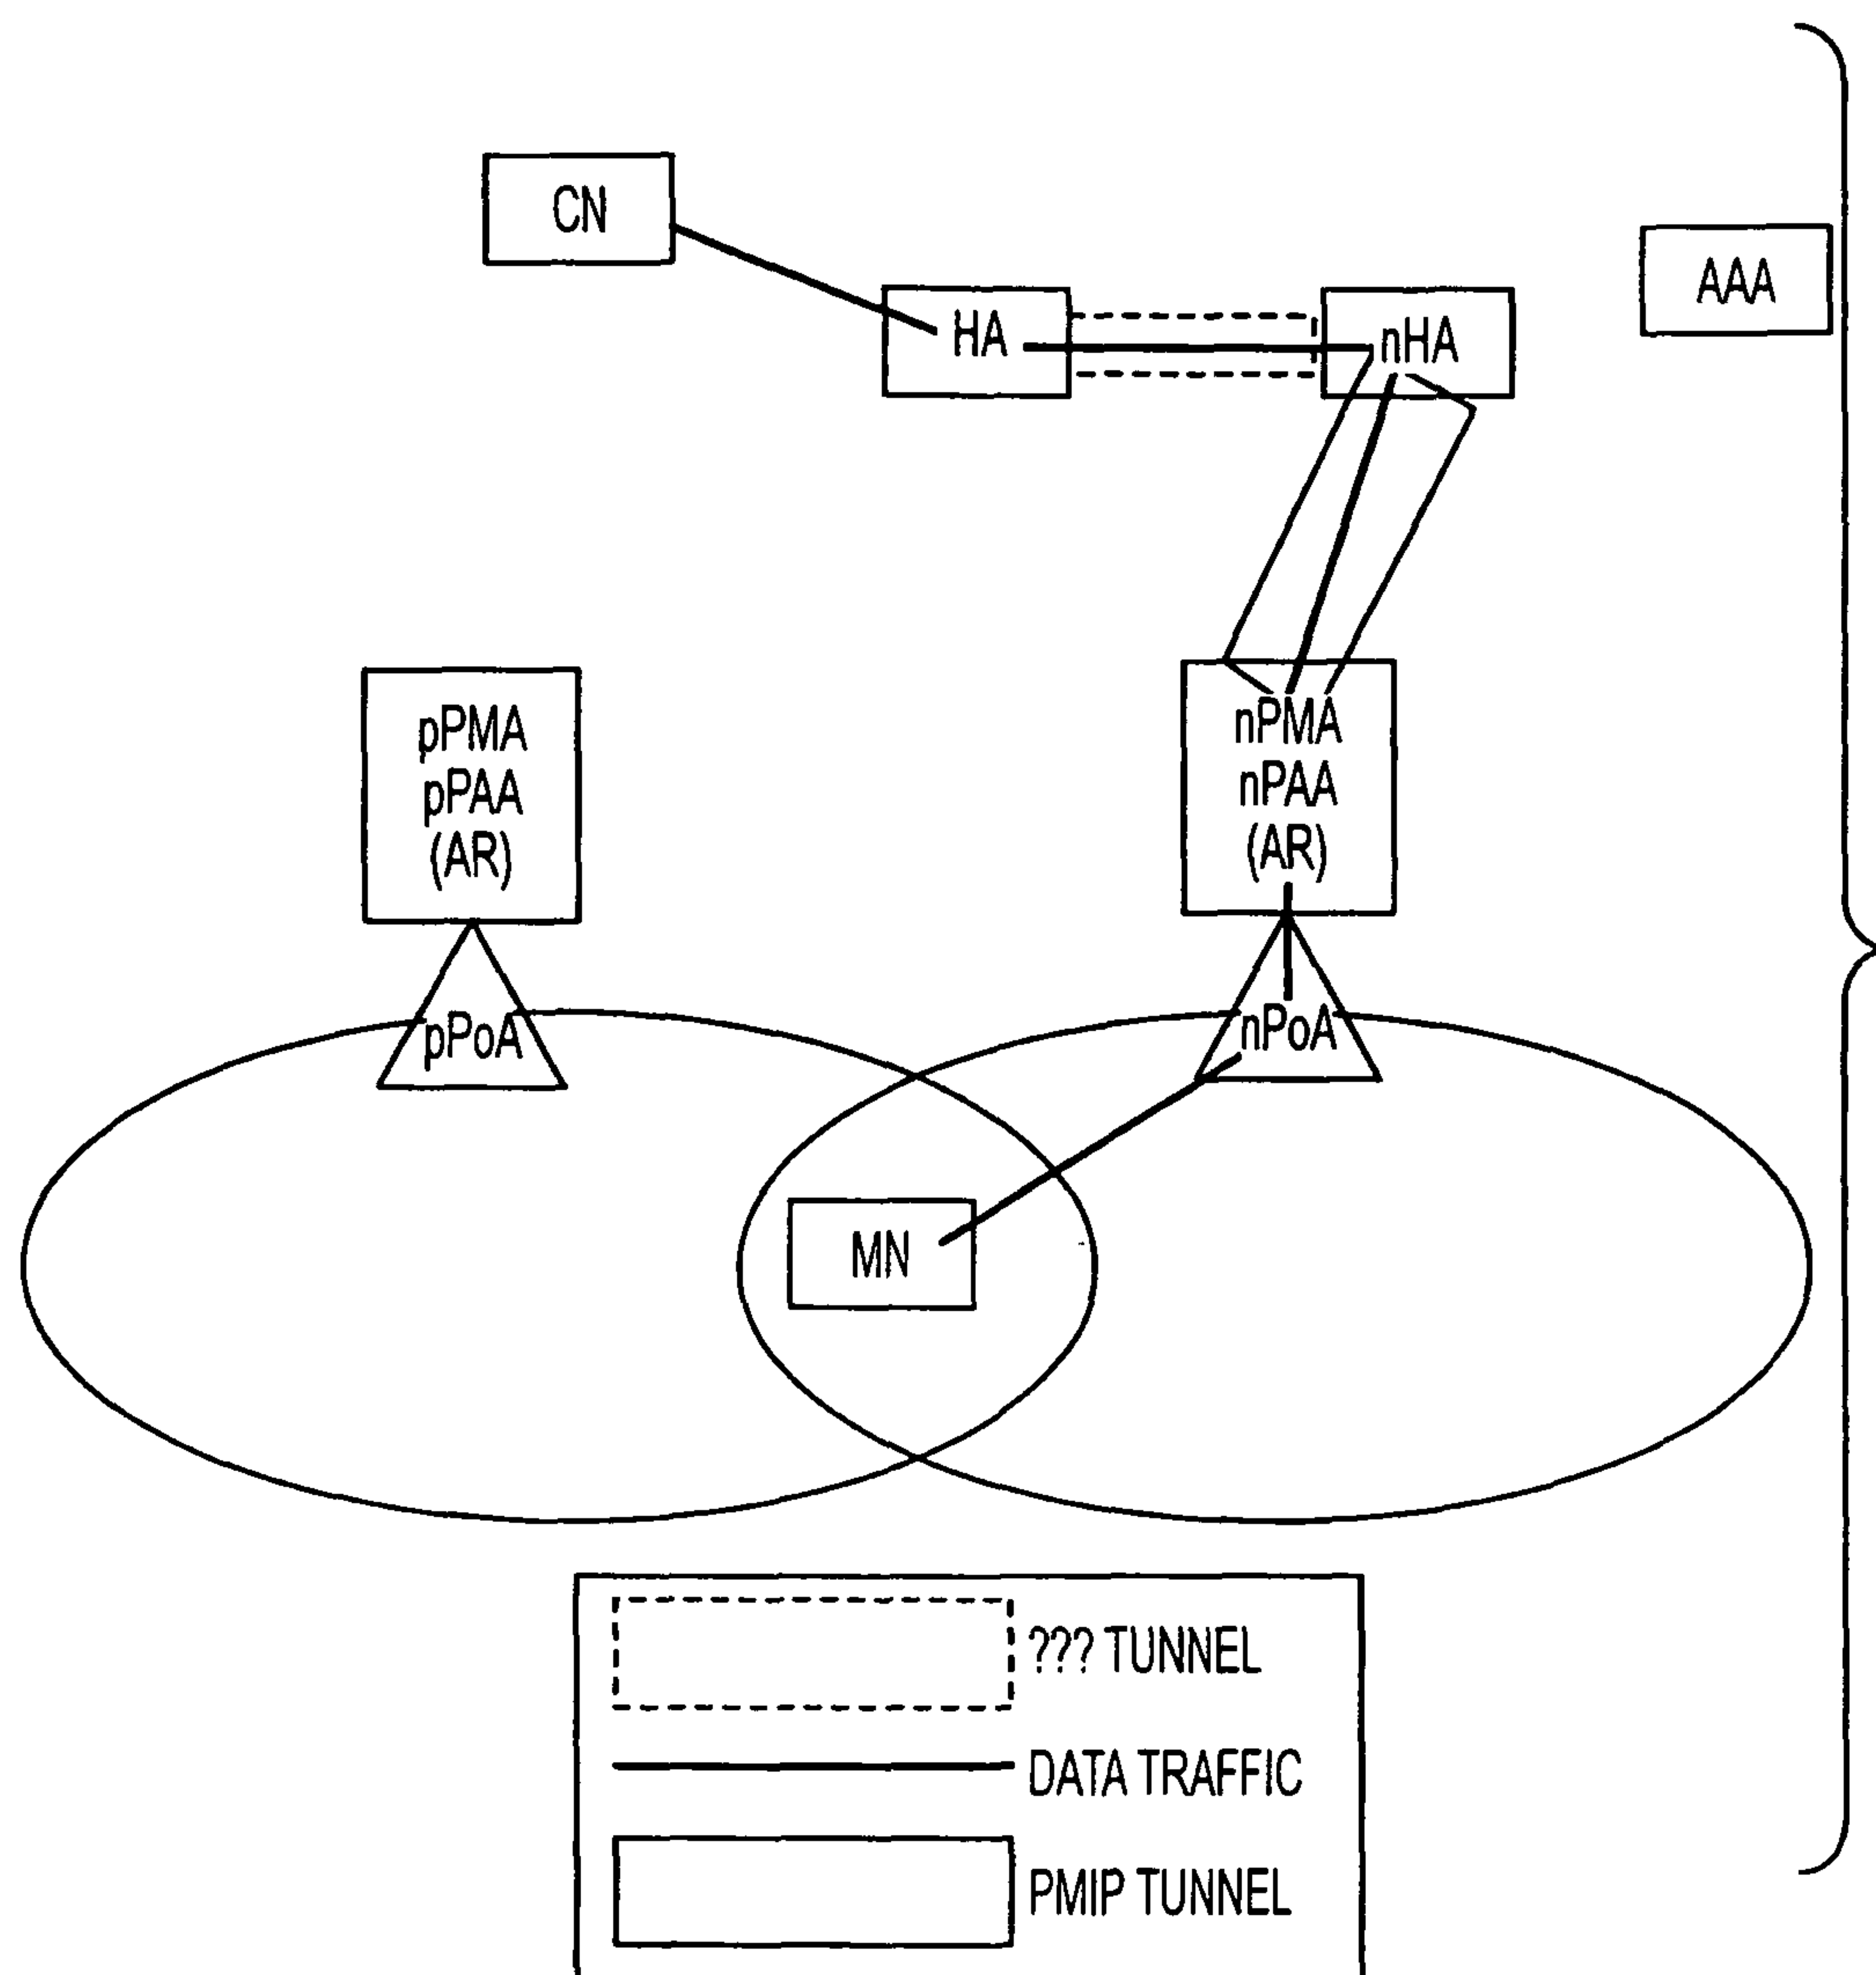 CN
AAA
HA
nHA
pPMA
pPAA
(AR)
nPMA
nPAA
(AR)
pPoA
nPoA
MN
??? TUNNEL
DATA TRAFFIC
PMIP TUNNEL